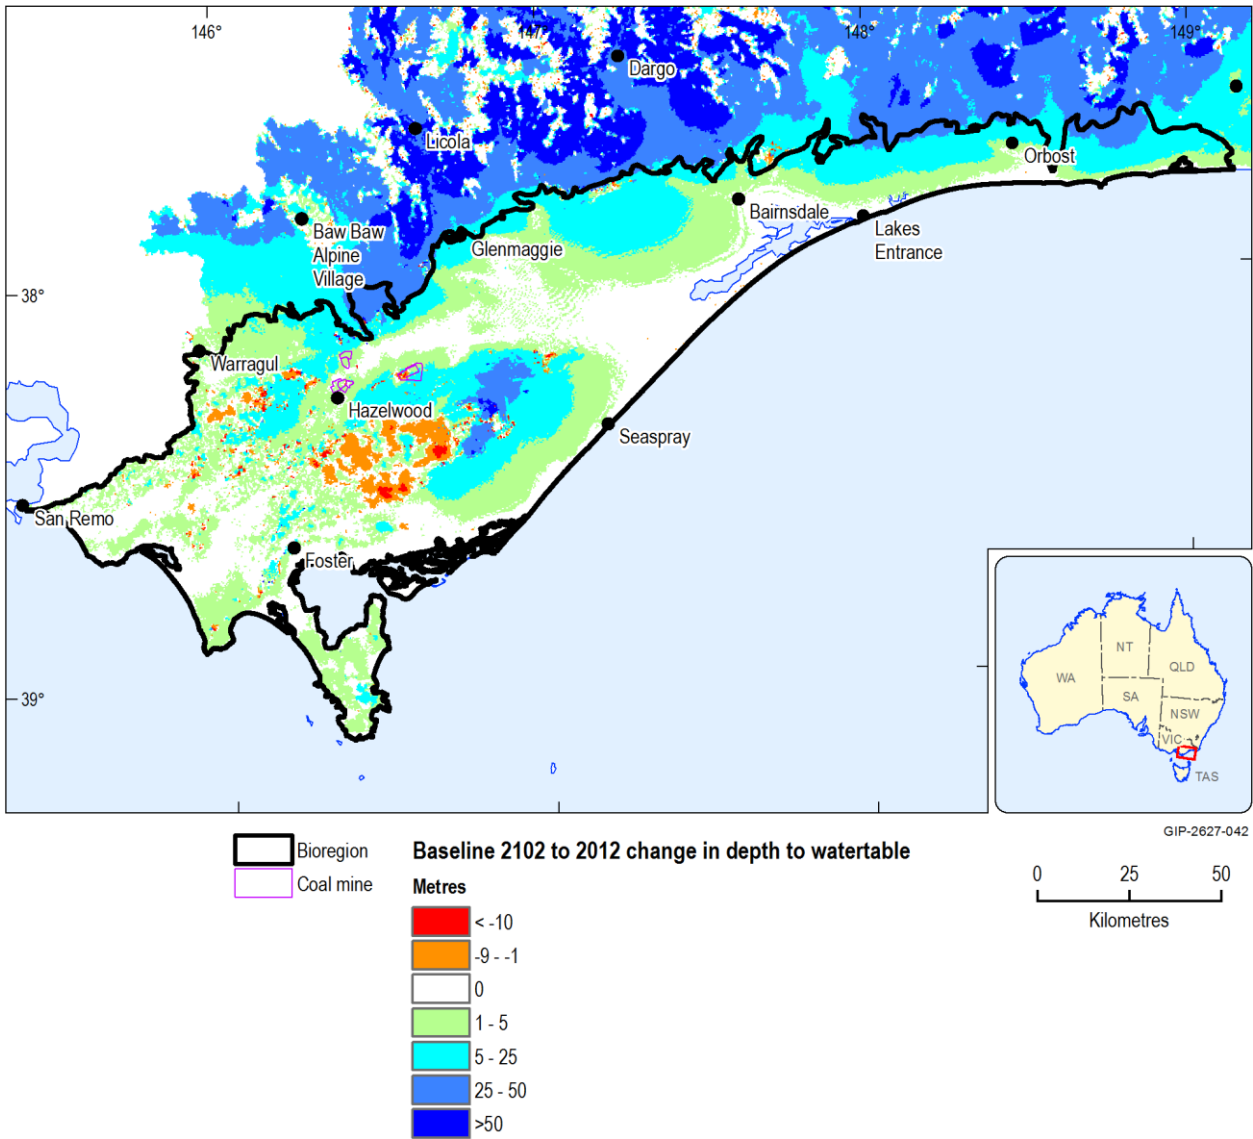 146°
147°
148°
149°
Dargo
Licola
Orbost
Bairnsdale
Lakes
Entrance
Baw Baw
Alpine
Village
Glenmaggie
38°
Warragul
Hazelwood
Seaspray
San Remo
Foster
39°
NT
QLD
WA
SA
NSW
VIC
TAS
GIP-2627-042
Bioregion
Coal mine
Baseline 2102 to 2012 change in depth to watertable
Metres
< -10
-9 - -1
0
1 - 5
5 - 25
25 - 50
>50
0 25 50
Kilometres